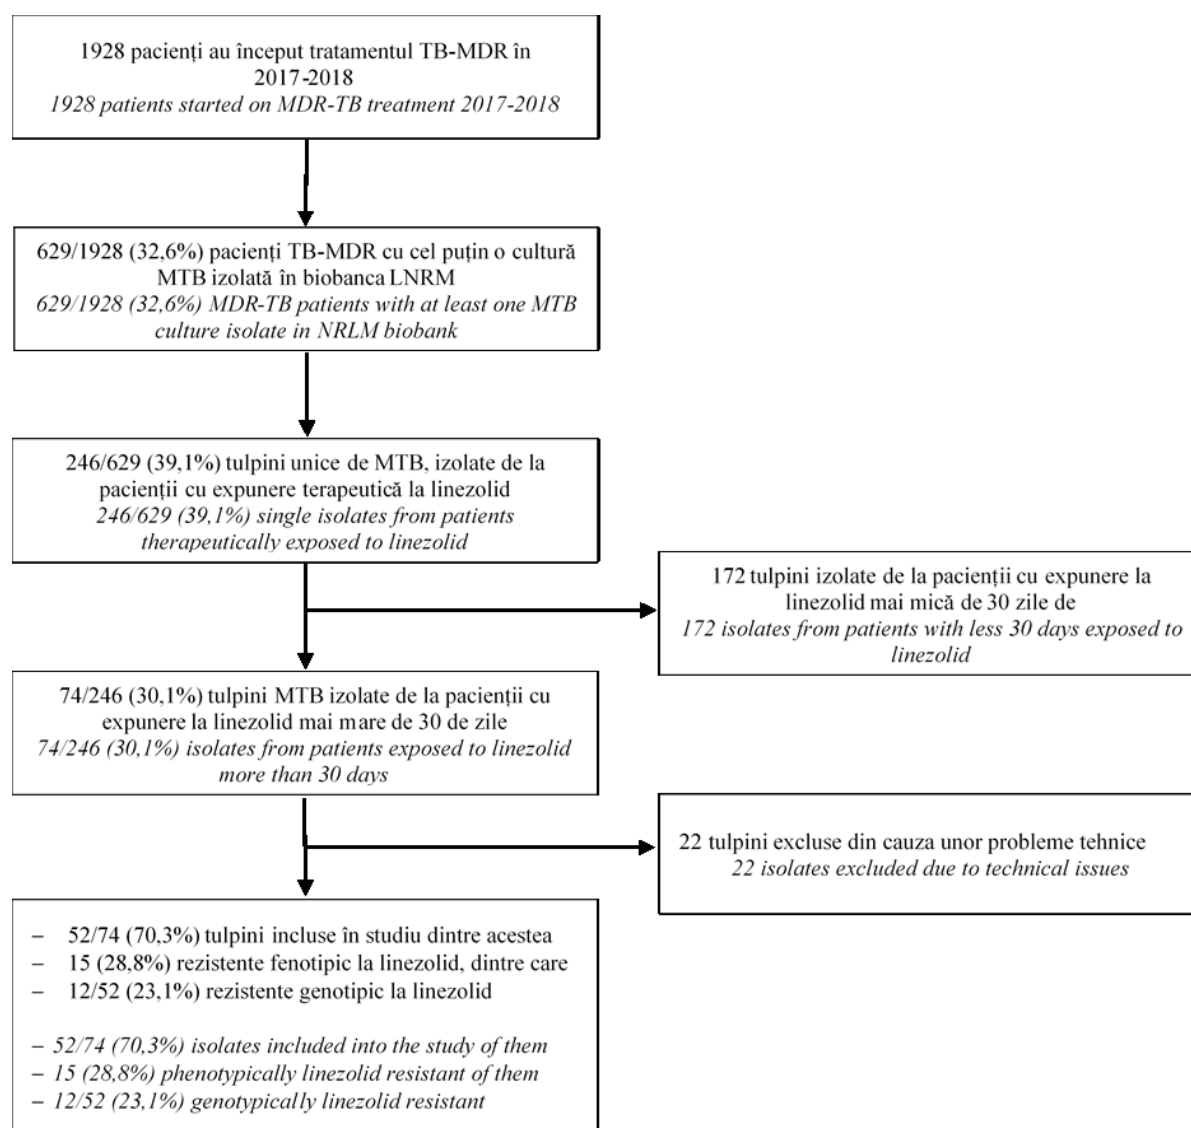 1928 pacienți au început tratamentul TB-MDR în
2017-2018
1928 patients started on MDR-TB treatment 2017-2018
629/1928 (32,6%) pacienți TB-MDR cu cel puțin o cultură
MTB izolată în biobanca LNRM
629/1928 (32,6%) MDR-TB patients with at least one MTB
culture isolate in NRLM biobank
246/629 (39,1%) tulpini unice de MTB, izolate de la
pacienții cu expunere terapeutică la linezolid
246/629 (39,1%) single isolates from patients
therapeutically exposed to linezolid
172 tulpini izolate de la pacienții cu expunere la
linezolid mai mică de 30 zile de
172 isolates from patients with less 30 days exposed to
linezolid
74/246 (30,1%) tulpini MTB izolate de la pacienții cu
expunere la linezolid mai mare de 30 de zile
74/246 (30,1%) isolates from patients exposed to linezolid
more than 30 days
22 tulpini excluse din cauza unor probleme tehnice
22 isolates excluded due to technical issues
– 52/74 (70,3%) tulpini incluse în studiu dintre acestea
– 15 (28,8%) rezistente fenotipic la linezolid, dintre care
– 12/52 (23,1%) rezistente genotipic la linezolid
– 52/74 (70,3%) isolates included into the study of them
– 15 (28,8%) phenotypically linezolid resistant of them
– 12/52 (23,1%) genotypically linezolid resistant